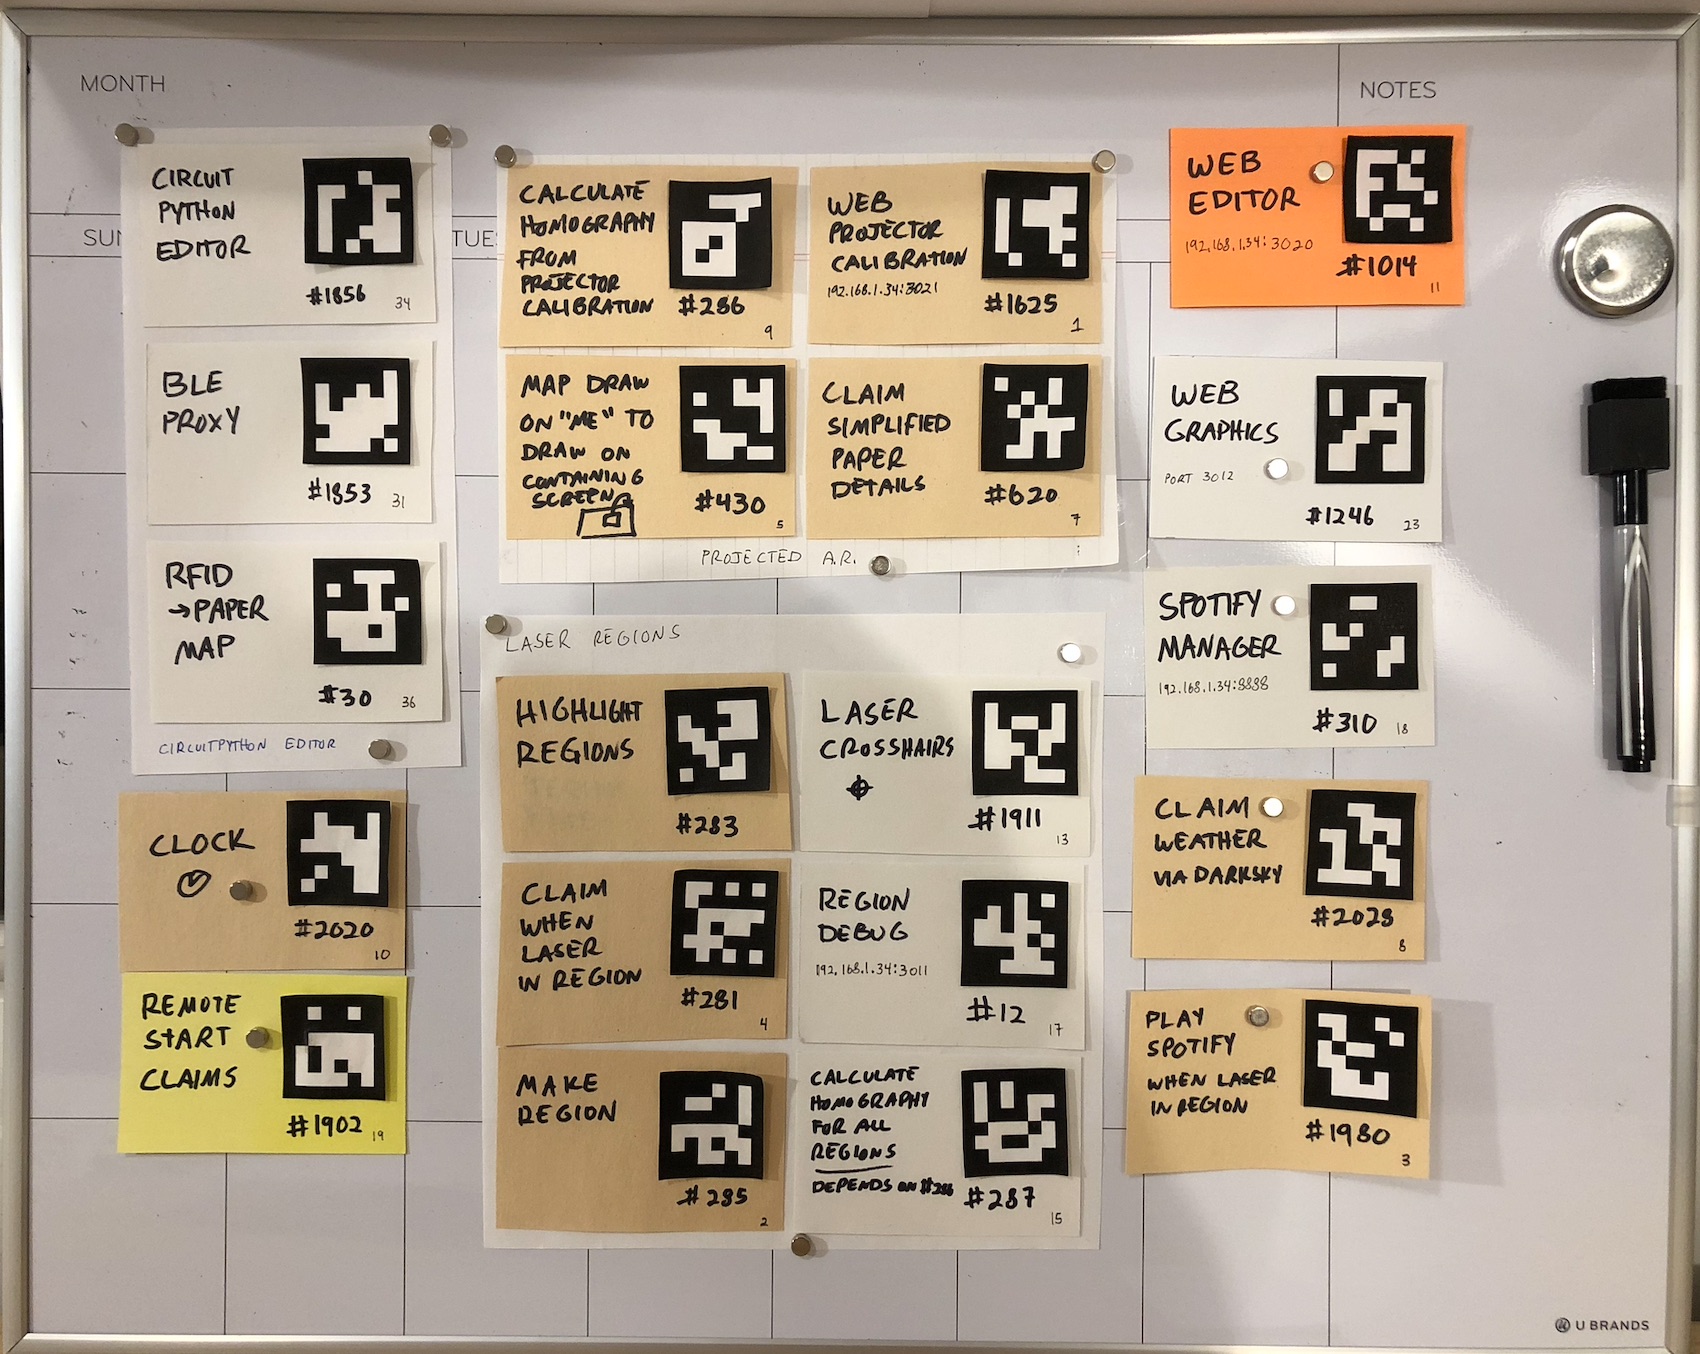 MONTH
NOTES
SUN
TUES
CIRCUIT
PYTHON
EDITOR
#1856
34
BLE
PROXY
#1853
31
RFID
→PAPER
MAP
#30
36
CIRCUITPYTHON EDITOR
CLOCK
#2020
10
REMOTE
START
CLAIMS
#1902
19
CALCULATE
HOMOGRAPHY
FROM
PROJECTOR
CALIBRATION
#286
9
WEB
PROJECTOR
CALIBRATION
192.168.1.34:3021
#1625
1
MAP DRAW
ON "ME" TO
DRAW ON
CONTAINING
SCREEN
#430
5
CLAIM
SIMPLIFIED
PAPER
DETAILS
#620
7
PROJECTED A.R.
LASER REGIONS
HIGHLIGHT
REGIONS
#283
LASER
CROSSHAIRS
#1911
13
CLAIM
WHEN
LASER
IN REGION
#281
4
REGION
DEBUG
192.168.1.34:3011
#12
17
MAKE
REGION
#285
2
CALCULATE
HOMOGRAPHY
FOR ALL
REGIONS
DEPENDS ON #286
#287
15
WEB
EDITOR
192.168.1.34:3020
#1014
11
WEB
GRAPHICS
PORT 3012
#1246
23
SPOTIFY
MANAGER
192.168.1.34:8888
#310
18
CLAIM
WEATHER
VIA DARKSKY
#2028
8
PLAY
SPOTIFY
WHEN LASER
IN REGION
#1980
3
U BRANDS